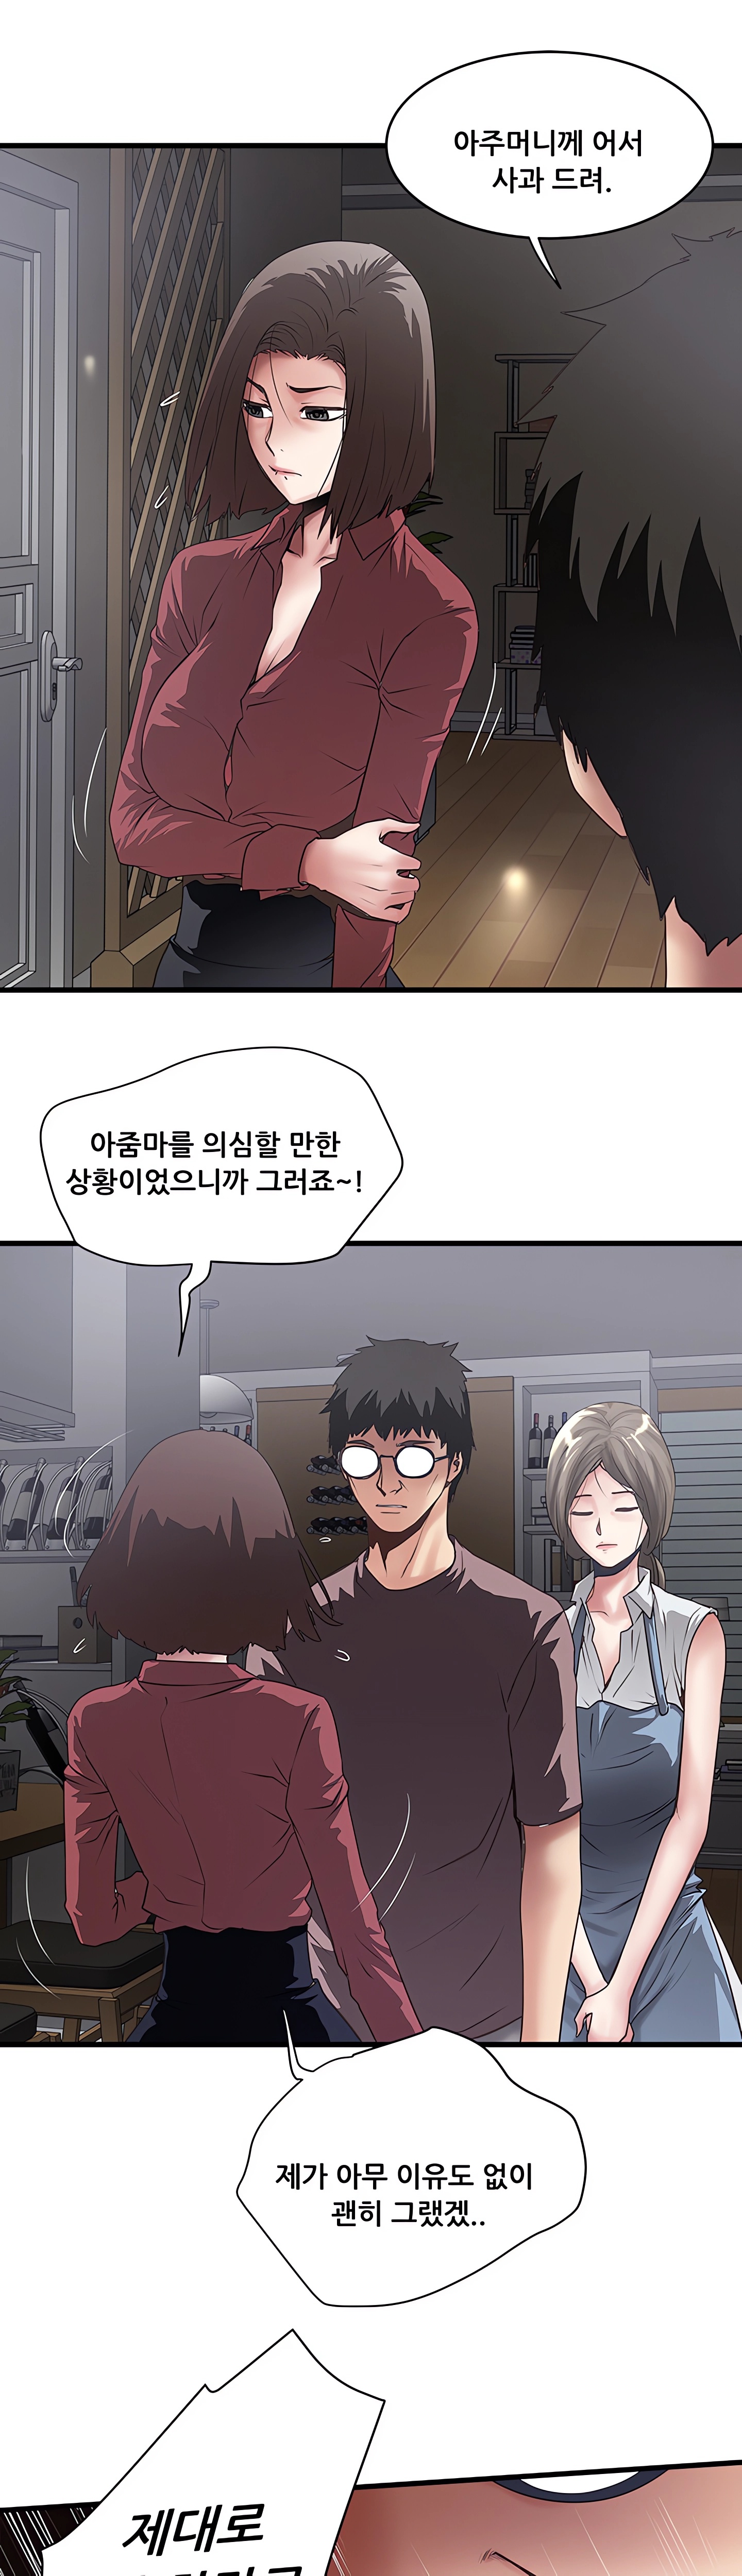 아주머니께 어서
사과 드려.
아줌마를 의심할 만한
상황이었으니까 그러죠~!
제가 아무 이유도 없이
괜히 그랬겠..
제대로